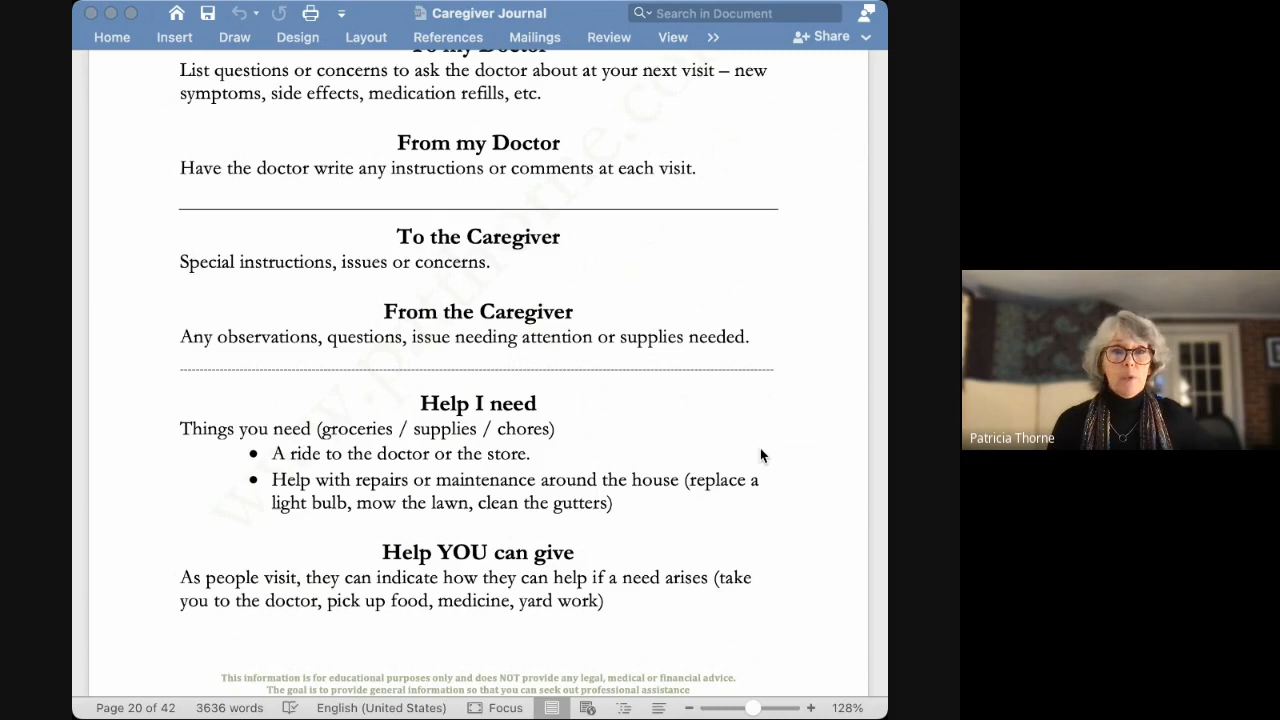 Caregiver Journal
Search in Document
Home Insert Draw Design Layout References Mailings Review View >> Share
To my Doctor
List questions or concerns to ask the doctor about at your next visit – new
symptoms, side effects, medication refills, etc.
From my Doctor
Have the doctor write any instructions or comments at each visit.
To the Caregiver
Special instructions, issues or concerns.
From the Caregiver
Any observations, questions, issue needing attention or supplies needed.
Help I need
Things you need (groceries / supplies / chores)
• A ride to the doctor or the store.
• Help with repairs or maintenance around the house (replace a
light bulb, mow the lawn, clean the gutters)
Help YOU can give
As people visit, they can indicate how they can help if a need arises (take
you to the doctor, pick up food, medicine, yard work)
This information is for educational purposes only and does NOT provide any legal, medical or financial advice.
The goal is to provide general information so that you can seek out professional assistance
Page 20 of 42 3636 words English (United States) Focus 128%
Patricia Thorne